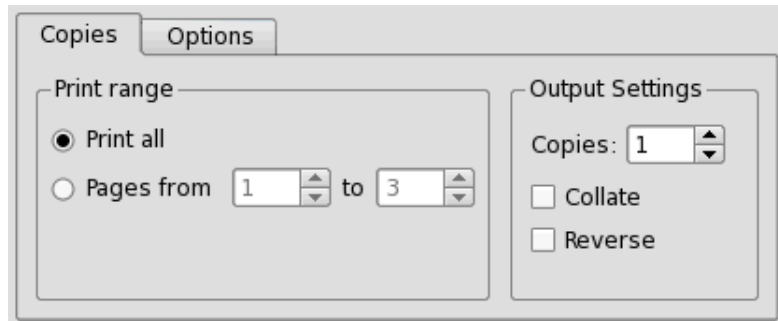 Copies Options
Print range
Print all
Pages from 1 to 3
Output Settings
Copies: 1
Collate
Reverse